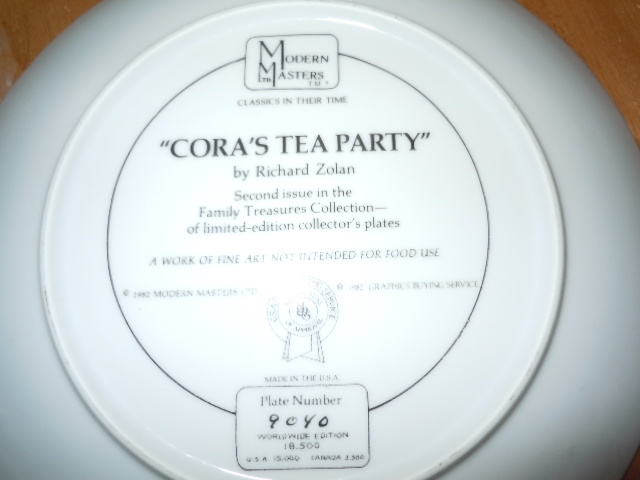 MODERN
LTD MASTERS
TM
CLASSICS IN THEIR TIME
"CORA'S TEA PARTY"
by Richard Zolan
Second issue in the
Family Treasures Collection—
of limited-edition collector's plates
A WORK OF FINE ART NOT INTENDED FOR FOOD USE
© 1982 MODERN MASTERS LTD.
© 1982 GRAPHICS BUYING SERVICE
OF APPROVAL
MADE IN THE U.S.A.
Plate Number
9040
WORLDWIDE EDITION
18,500
U.S.A. 15,000 CANADA 3,500